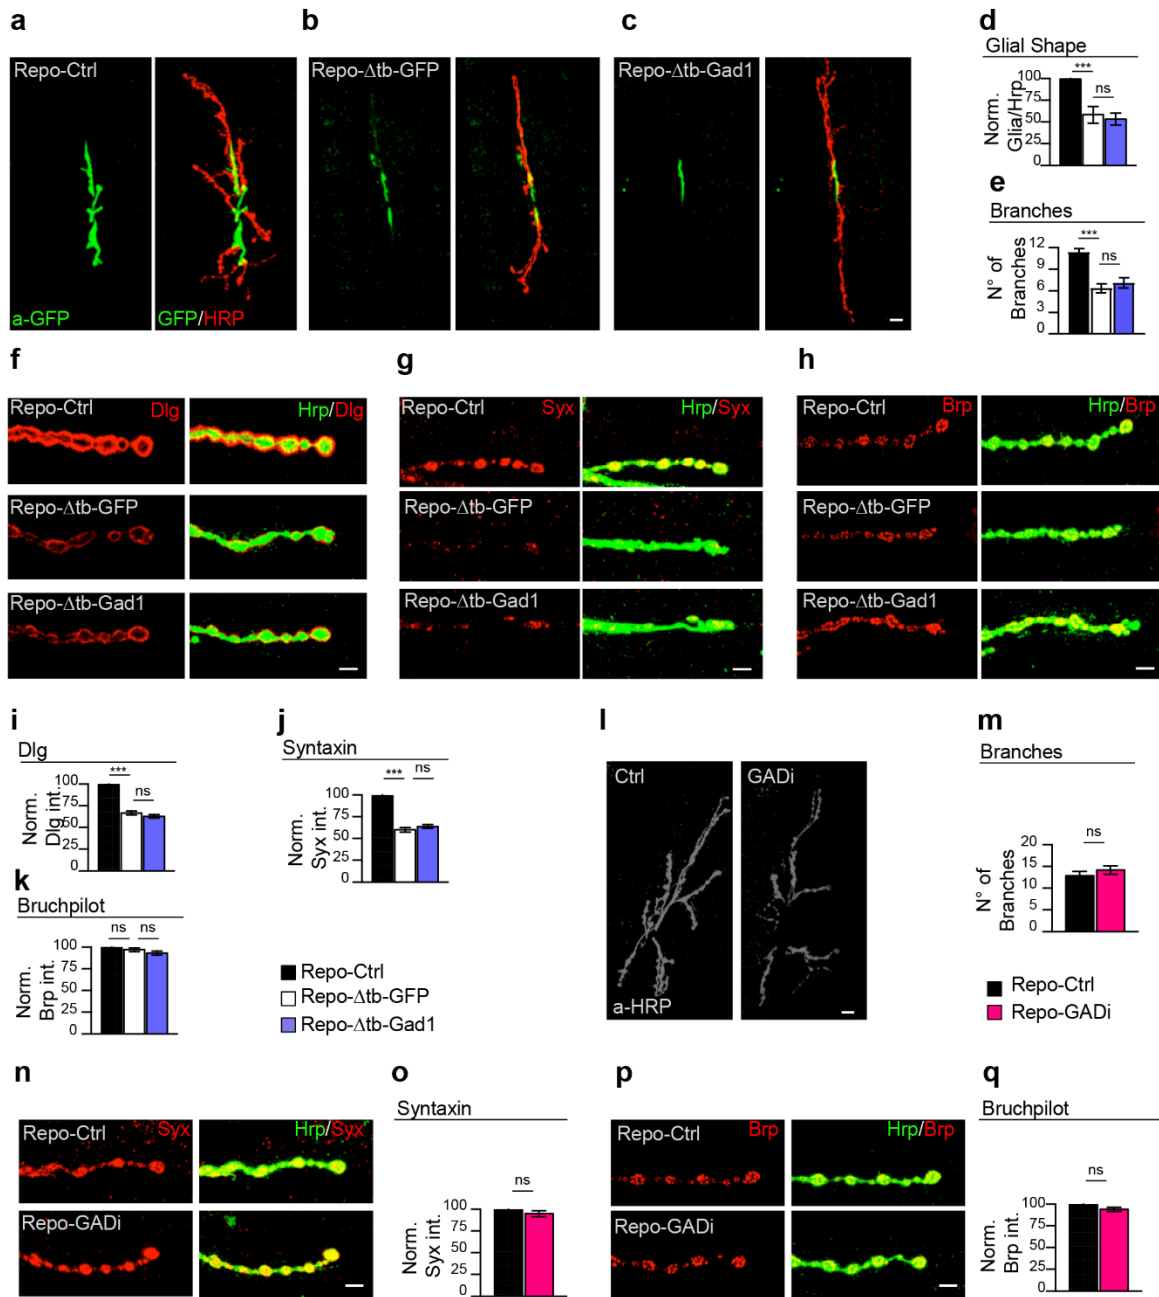 a
b
c
d
Repo-Ctrl
Repo-Δtb-GFP
Repo-Δtb-Gad1
a-GFP
GFP/HRP
Glial Shape
Norm.
Glia/Hrp
100
75
50
25
0
***
ns
e
Branches
N° of
Branches
12
9
6
3
0
***
ns
f
g
h
Repo-Ctrl
Dlg
Hrp/Dlg
Repo-Δtb-GFP
Repo-Δtb-Gad1
Repo-Ctrl
Syx
Hrp/Syx
Repo-Δtb-GFP
Repo-Δtb-Gad1
Repo-Ctrl
Brp
Hrp/Brp
Repo-Δtb-GFP
Repo-Δtb-Gad1
i
Dlg
Norm.
Dlg int.
100
75
50
25
0
***
ns
j
Syntaxin
Norm.
Syx int.
100
75
50
25
0
***
ns
k
Bruchpilot
Norm.
Brp int.
100
75
50
25
0
ns
ns
Repo-Ctrl
Repo-Δtb-GFP
Repo-Δtb-Gad1
l
Ctrl
GADi
a-HRP
m
Branches
N° of
Branches
20
15
10
5
0
ns
Repo-Ctrl
Repo-GADi
n
Repo-Ctrl
Syx
Hrp/Syx
Repo-GADi
o
Syntaxin
Norm.
Syx int.
100
75
50
25
0
ns
p
Repo-Ctrl
Brp
Hrp/Brp
Repo-GADi
q
Bruchpilot
Norm.
Brp int.
100
75
50
25
0
ns